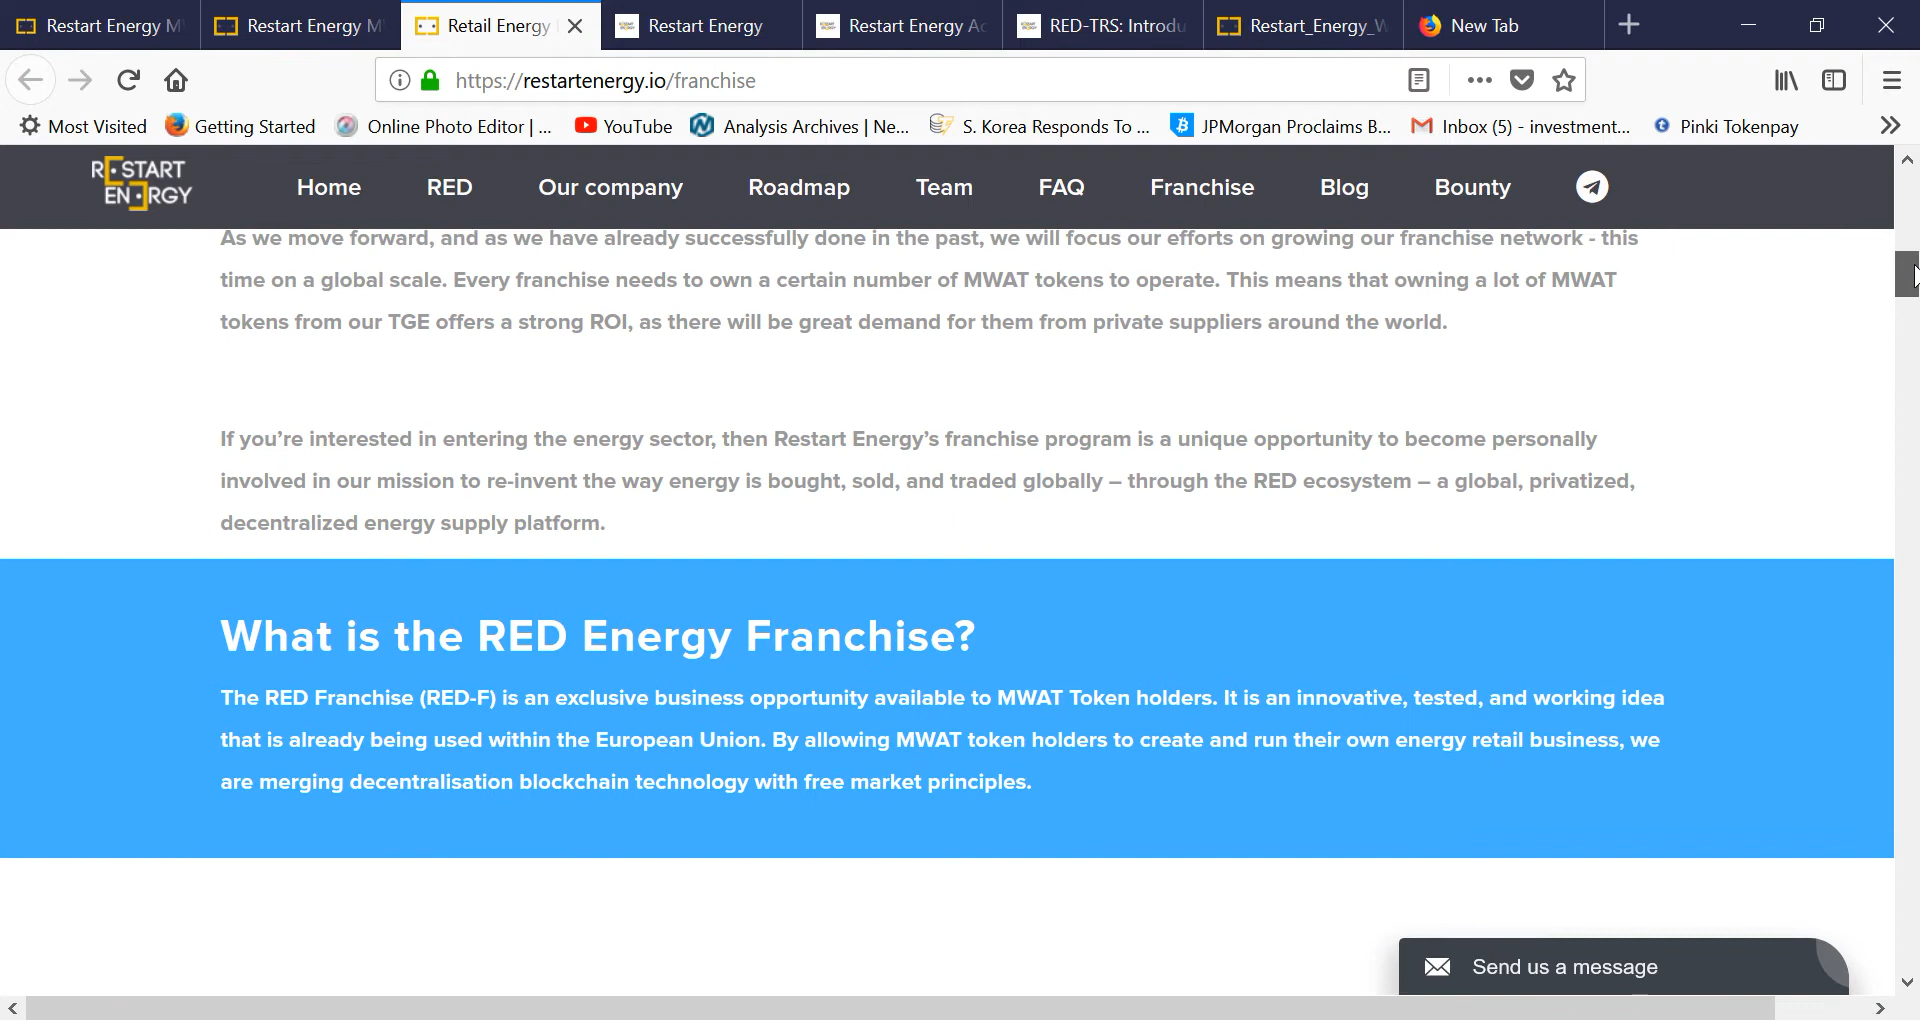 Restart Energy M
Restart Energy M
Retail Energy
Restart Energy
Restart Energy Ac
RED-TRS: Introdu
Restart_Energy_W
New Tab
https://restartenergy.io/franchise
Most Visited
Getting Started
Online Photo Editor | ...
YouTube
Analysis Archives | Ne...
S. Korea Responds To ...
JPMorgan Proclaims B...
Inbox (5) - investment...
Pinki Tokenpay
RESTART
ENERGY
Home
RED
Our company
Roadmap
Team
FAQ
Franchise
Blog
Bounty
As we move forward, and as we have already successfully done in the past, we will focus our efforts on growing our franchise network - this
time on a global scale. Every franchise needs to own a certain number of MWAT tokens to operate. This means that owning a lot of MWAT
tokens from our TGE offers a strong ROI, as there will be great demand for them from private suppliers around the world.
If you’re interested in entering the energy sector, then Restart Energy’s franchise program is a unique opportunity to become personally
involved in our mission to re-invent the way energy is bought, sold, and traded globally – through the RED ecosystem – a global, privatized,
decentralized energy supply platform.
What is the RED Energy Franchise?
The RED Franchise (RED-F) is an exclusive business opportunity available to MWAT Token holders. It is an innovative, tested, and working idea
that is already being used within the European Union. By allowing MWAT token holders to create and run their own energy retail business, we
are merging decentralisation blockchain technology with free market principles.
Send us a message